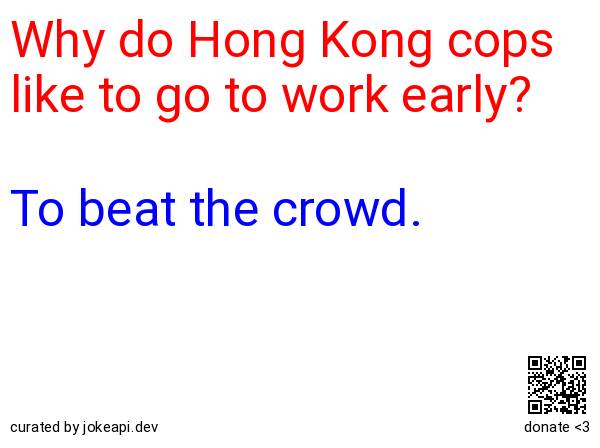 Why do Hong Kong cops
like to go to work early?
To beat the crowd.
curated by jokeapi.dev
donate <3